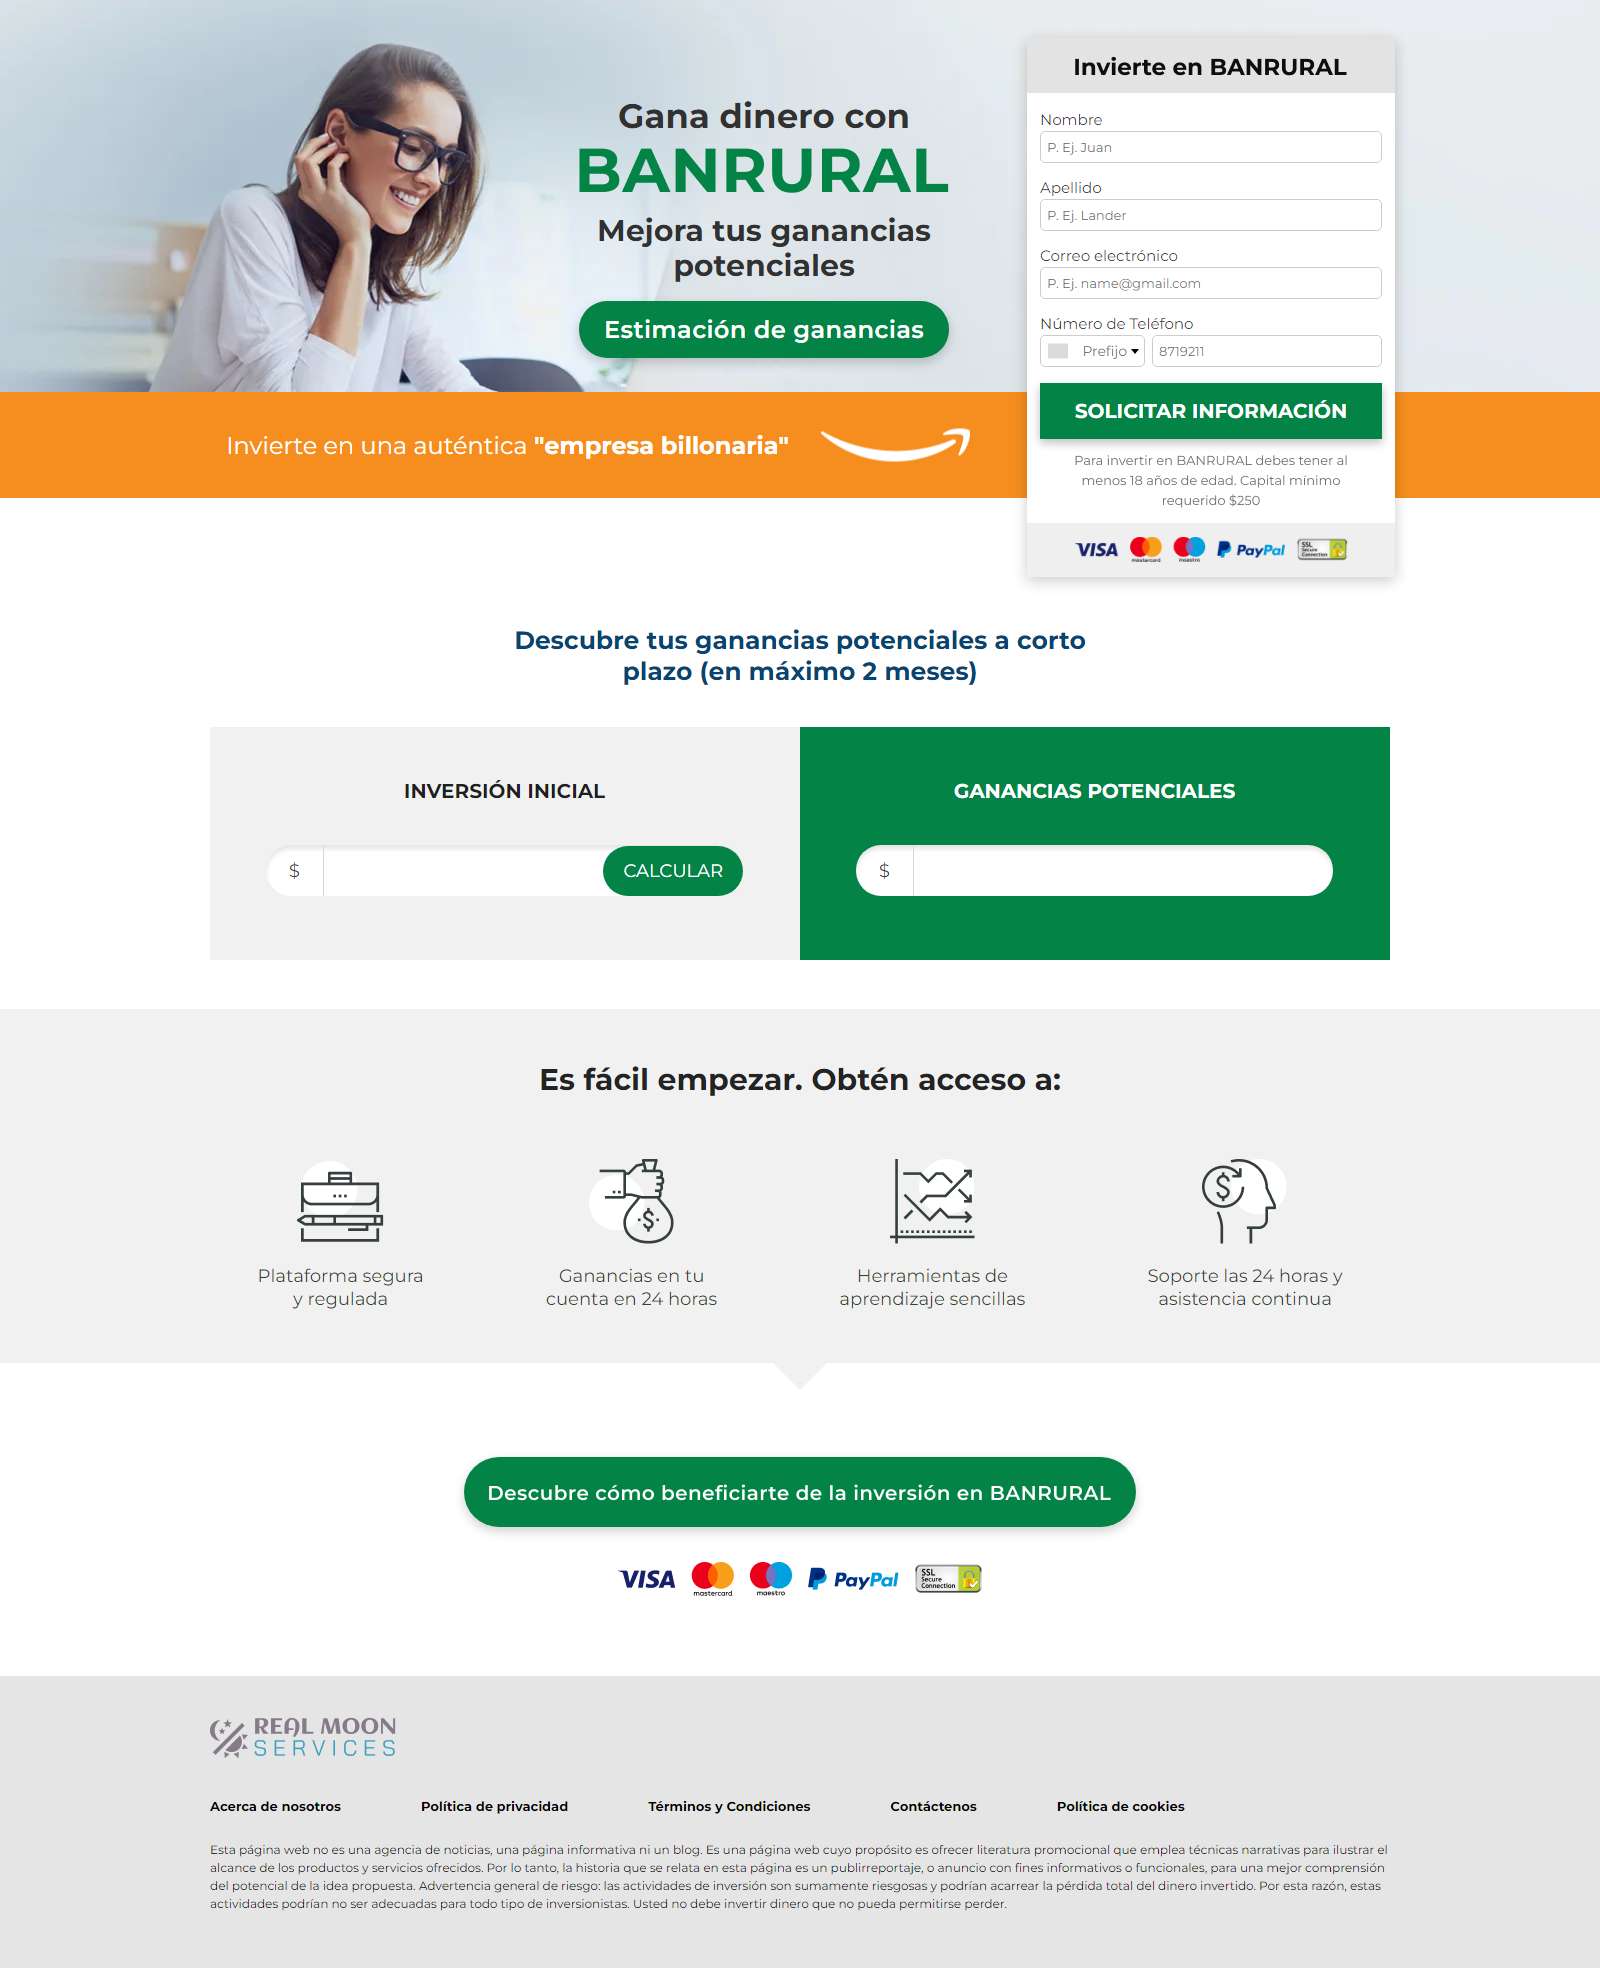 Gana dinero con
BANRURAL
Mejora tus ganancias
potenciales
Estimación de ganancias
Invierte en BANRURAL
Nombre
P. Ej. Juan
Apellido
P. Ej. Lander
Correo electrónico
P. Ej. name@gmail.com
Número de Teléfono
Prefijo 8719211
SOLICITAR INFORMACIÓN
Para invertir en BANRURAL debes tener al
menos 18 años de edad. Capital mínimo
requerido $250
VISA mastercard maestro PayPal SSL Secure Connection
Invierte en una auténtica "empresa billonaria"
Descubre tus ganancias potenciales a corto
plazo (en máximo 2 meses)
INVERSIÓN INICIAL
$ CALCULAR
GANANCIAS POTENCIALES
$
Es fácil empezar. Obtén acceso a:
Plataforma segura
y regulada
Ganancias en tu
cuenta en 24 horas
Herramientas de
aprendizaje sencillas
Soporte las 24 horas y
asistencia continua
Descubre cómo beneficiarte de la inversión en BANRURAL
VISA mastercard maestro PayPal SSL Secure Connection
REAL MOON
SERVICES
Acerca de nosotros Política de privacidad Términos y Condiciones Contáctenos Política de cookies
Esta página web no es una agencia de noticias, una página informativa ni un blog. Es una página web cuyo propósito es ofrecer literatura promocional que emplea técnicas narrativas para ilustrar el
alcance de los productos y servicios ofrecidos. Por lo tanto, la historia que se relata en esta página es un publirreportaje, o anuncio con fines informativos o funcionales, para una mejor comprensión
del potencial de la idea propuesta. Advertencia general de riesgo: las actividades de inversión son sumamente riesgosas y podrían acarrear la pérdida total del dinero invertido. Por esta razón, estas
actividades podrían no ser adecuadas para todo tipo de inversionistas. Usted no debe invertir dinero que no pueda permitirse perder.